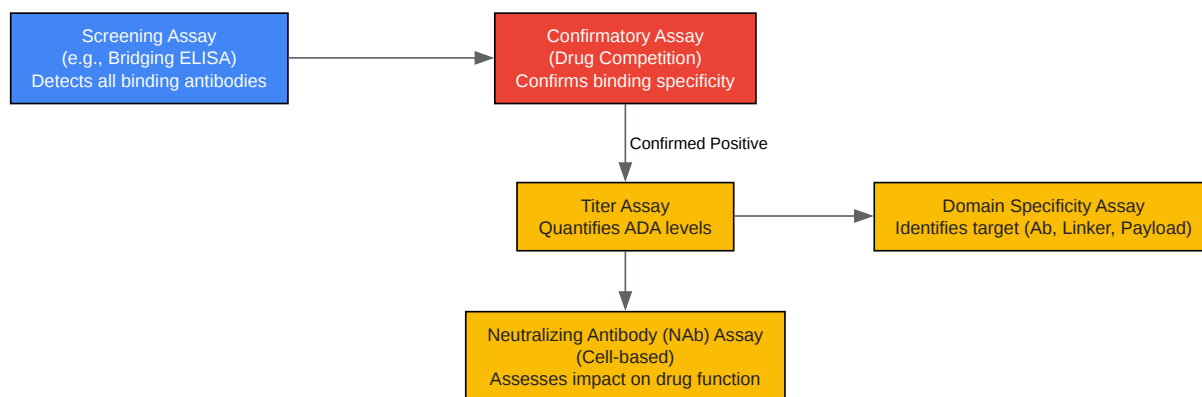 Screening Assay
(e.g., Bridging ELISA)
Detects all binding antibodies
Confirmatory Assay
(Drug Competition)
Confirms binding specificity
Confirmed Positive
Titer Assay
Quantifies ADA levels
Domain Specificity Assay
Identifies target (Ab, Linker, Payload)
Neutralizing Antibody (NAb) Assay
(Cell-based)
Assesses impact on drug function